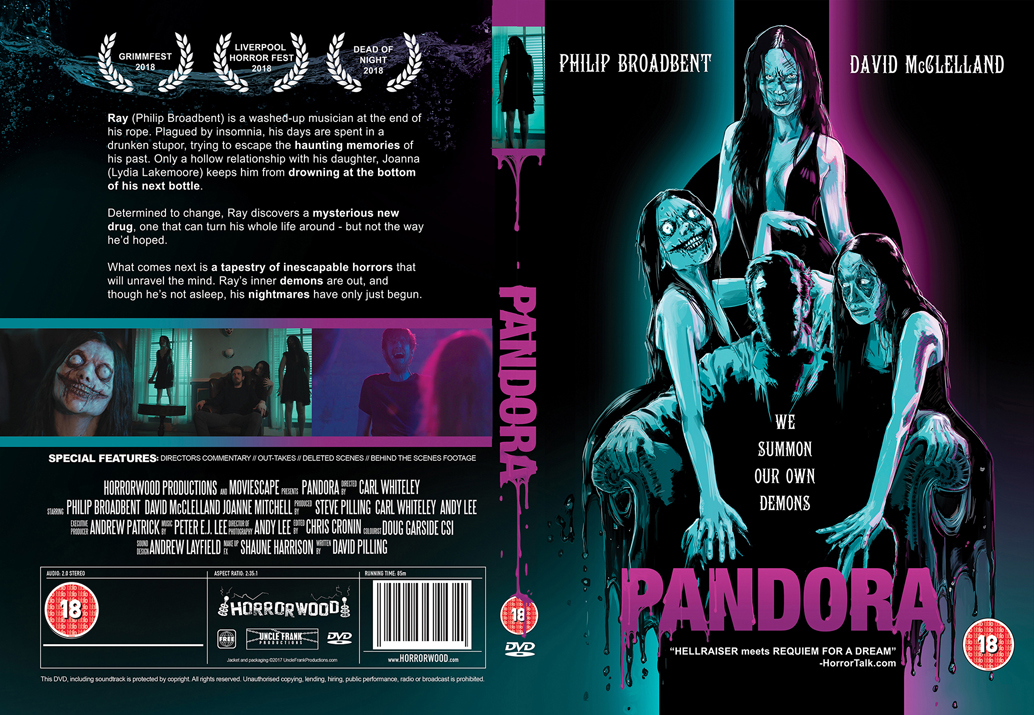 GRIMMFEST
2018
LIVERPOOL
HORROR FEST
2018
DEAD OF
NIGHT
2018
Ray (Philip Broadbent) is a washed-up musician at the end of
his rope. Plagued by insomnia, his days are spent in a
drunken stupor, trying to escape the haunting memories of
his past. Only a hollow relationship with his daughter, Joanna
(Lydia Lakemoore) keeps him from drowning at the bottom
of his next bottle.
Determined to change, Ray discovers a mysterious new
drug, one that can turn his whole life around - but not the way
he'd hoped.
What comes next is a tapestry of inescapable horrors that
will unravel the mind. Ray's inner demons are out, and
though he's not asleep, his nightmares have only just begun.
SPECIAL FEATURES: DIRECTORS COMMENTARY // OUT-TAKES // DELETED SCENES // BEHIND THE SCENES FOOTAGE
HORRORWOOD PRODUCTIONS AND MOVIESCAPE PRESENTS PANDORA DIRECTED BY CARL WHITELEY
STARRING PHILIP BROADBENT DAVID McCLELLAND JOANNE MITCHELL PRODUCED BY STEVE PILLING CARL WHITELEY ANDY LEE
EXECUTIVE PRODUCER ANDREW PATRICK MUSIC BY PETER E.J. LEE DIRECTOR OF PHOTOGRAPHY ANDY LEE EDITED BY CHRIS CRONIN COLOURIST DOUG GARSIDE CSI
SOUND DESIGN ANDREW LAYFIELD MAKE UP FX SHAUNE HARRISON WRITTEN BY DAVID PILLING
AUDIO: 2.0 STEREO
ASPECT RATIO: 2:35:1
RUNNING TIME: 85m
18
HORRORWOOD
FREE
UNCLE FRANK
PRODUCTIONS
DVD
Jacket and packaging ©2017 UncleFrankProductions.com
www.HORRORWOOD.com
This DVD, including soundtrack is protected by copright. All rights reserved. Unauthorised copying, lending, hiring, public performance, radio or broadcast is prohibited.
PANDORA
18
DVD
PHILIP BROADBENT
DAVID McCLELLAND
WE
SUMMON
OUR OWN
DEMONS
PANDORA
"HELLRAISER meets REQUIEM FOR A DREAM"
-HorrorTalk.com
18